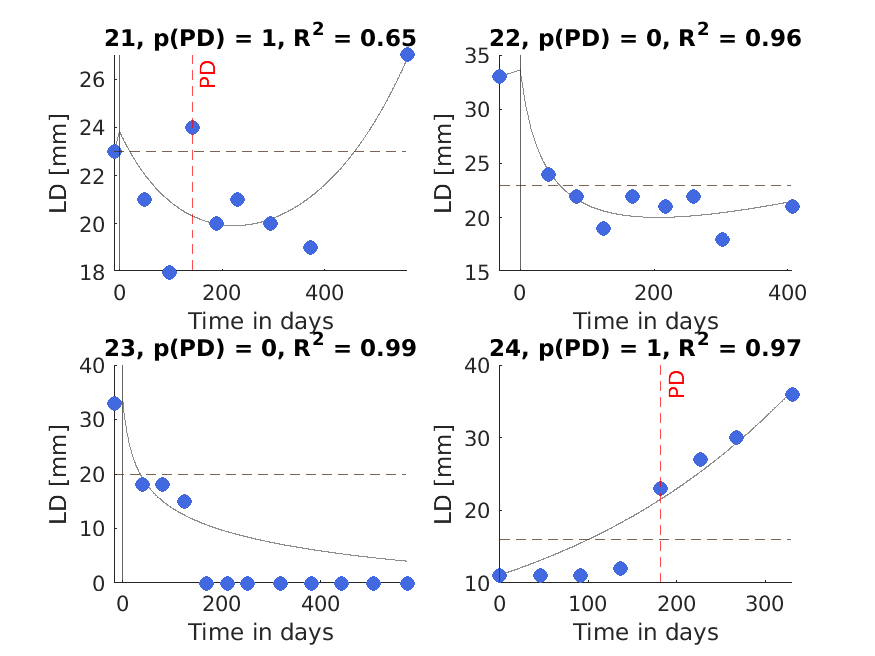 21, p(PD) = 1, R² = 0.65
26
24
22
20
18
LD [mm]
PD
0
200
400
Time in days
22, p(PD) = 0, R² = 0.96
35
30
25
20
15
LD [mm]
0
200
400
Time in days
23, p(PD) = 0, R² = 0.99
40
30
20
10
0
LD [mm]
0
200
400
Time in days
24, p(PD) = 1, R² = 0.97
40
30
20
10
LD [mm]
PD
0
100
200
300
Time in days